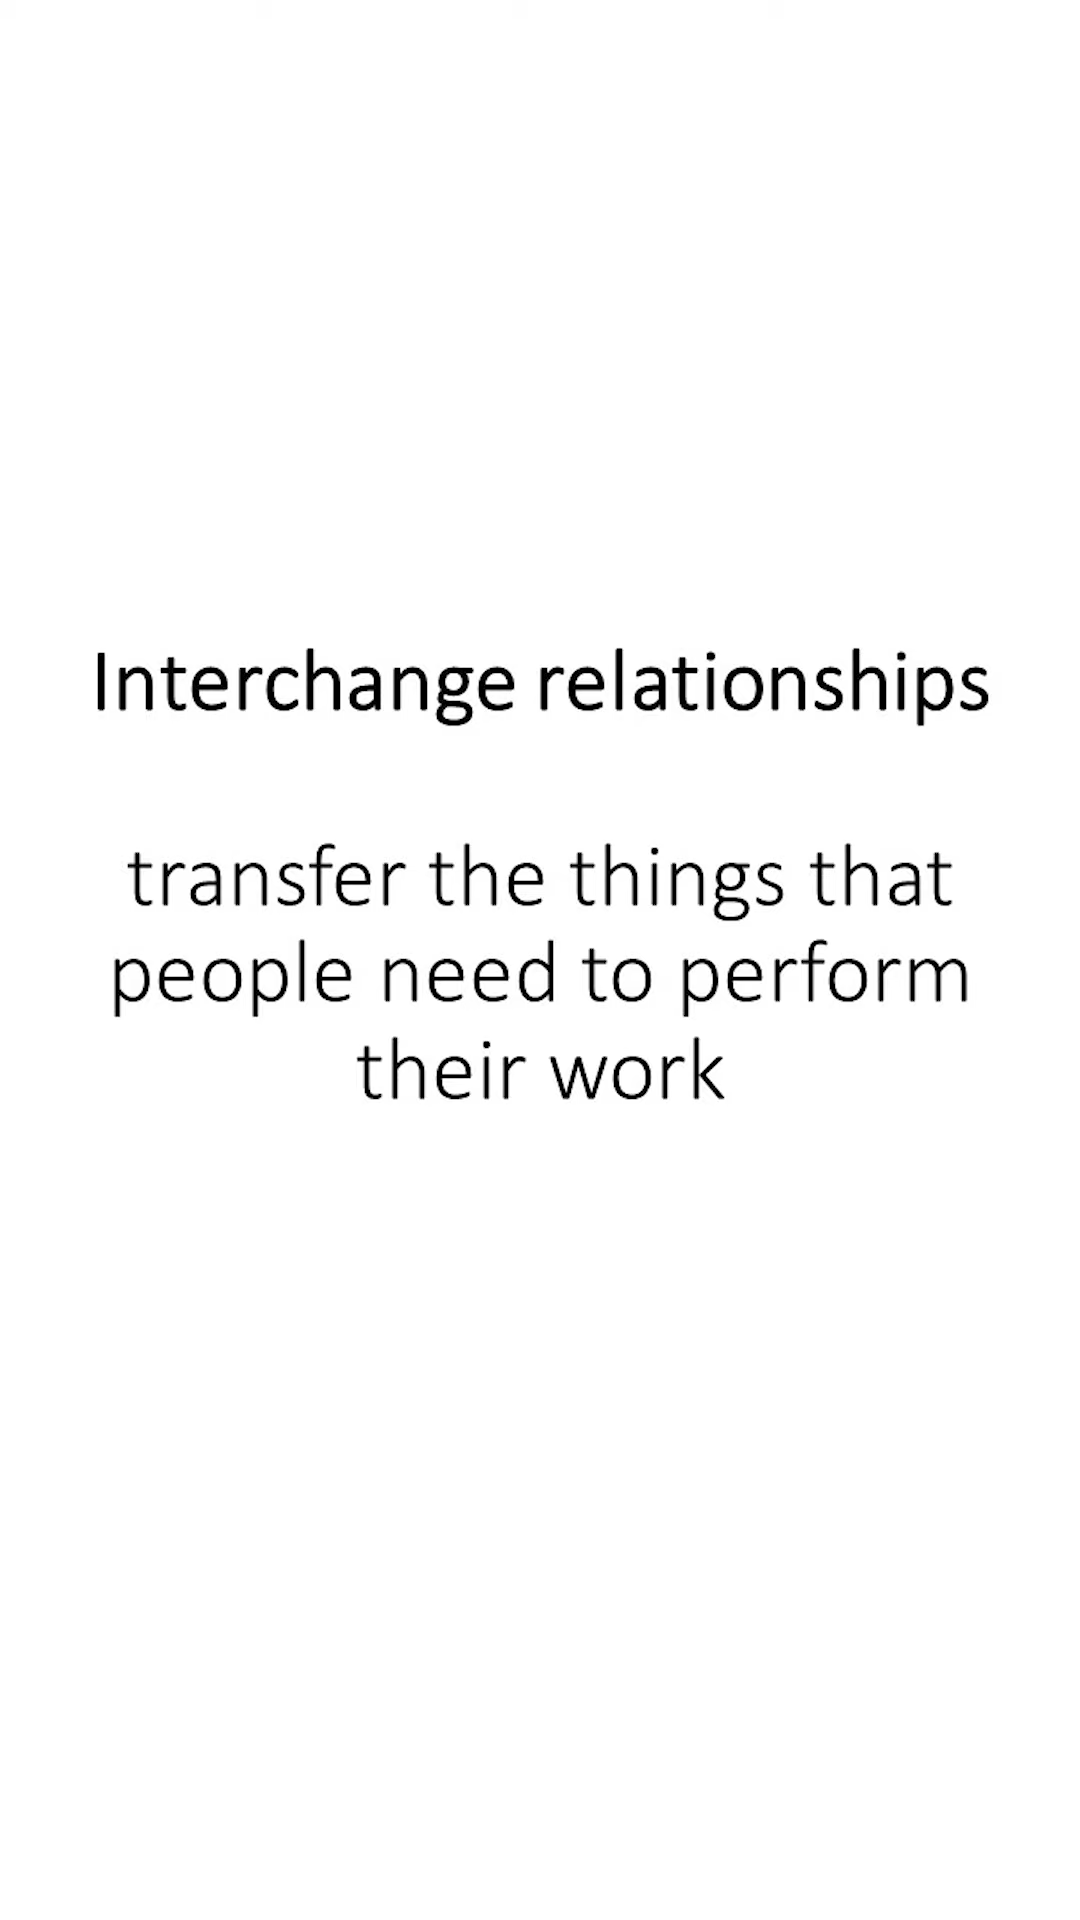 Interchange relationships
transfer the things that
people need to perform
their work